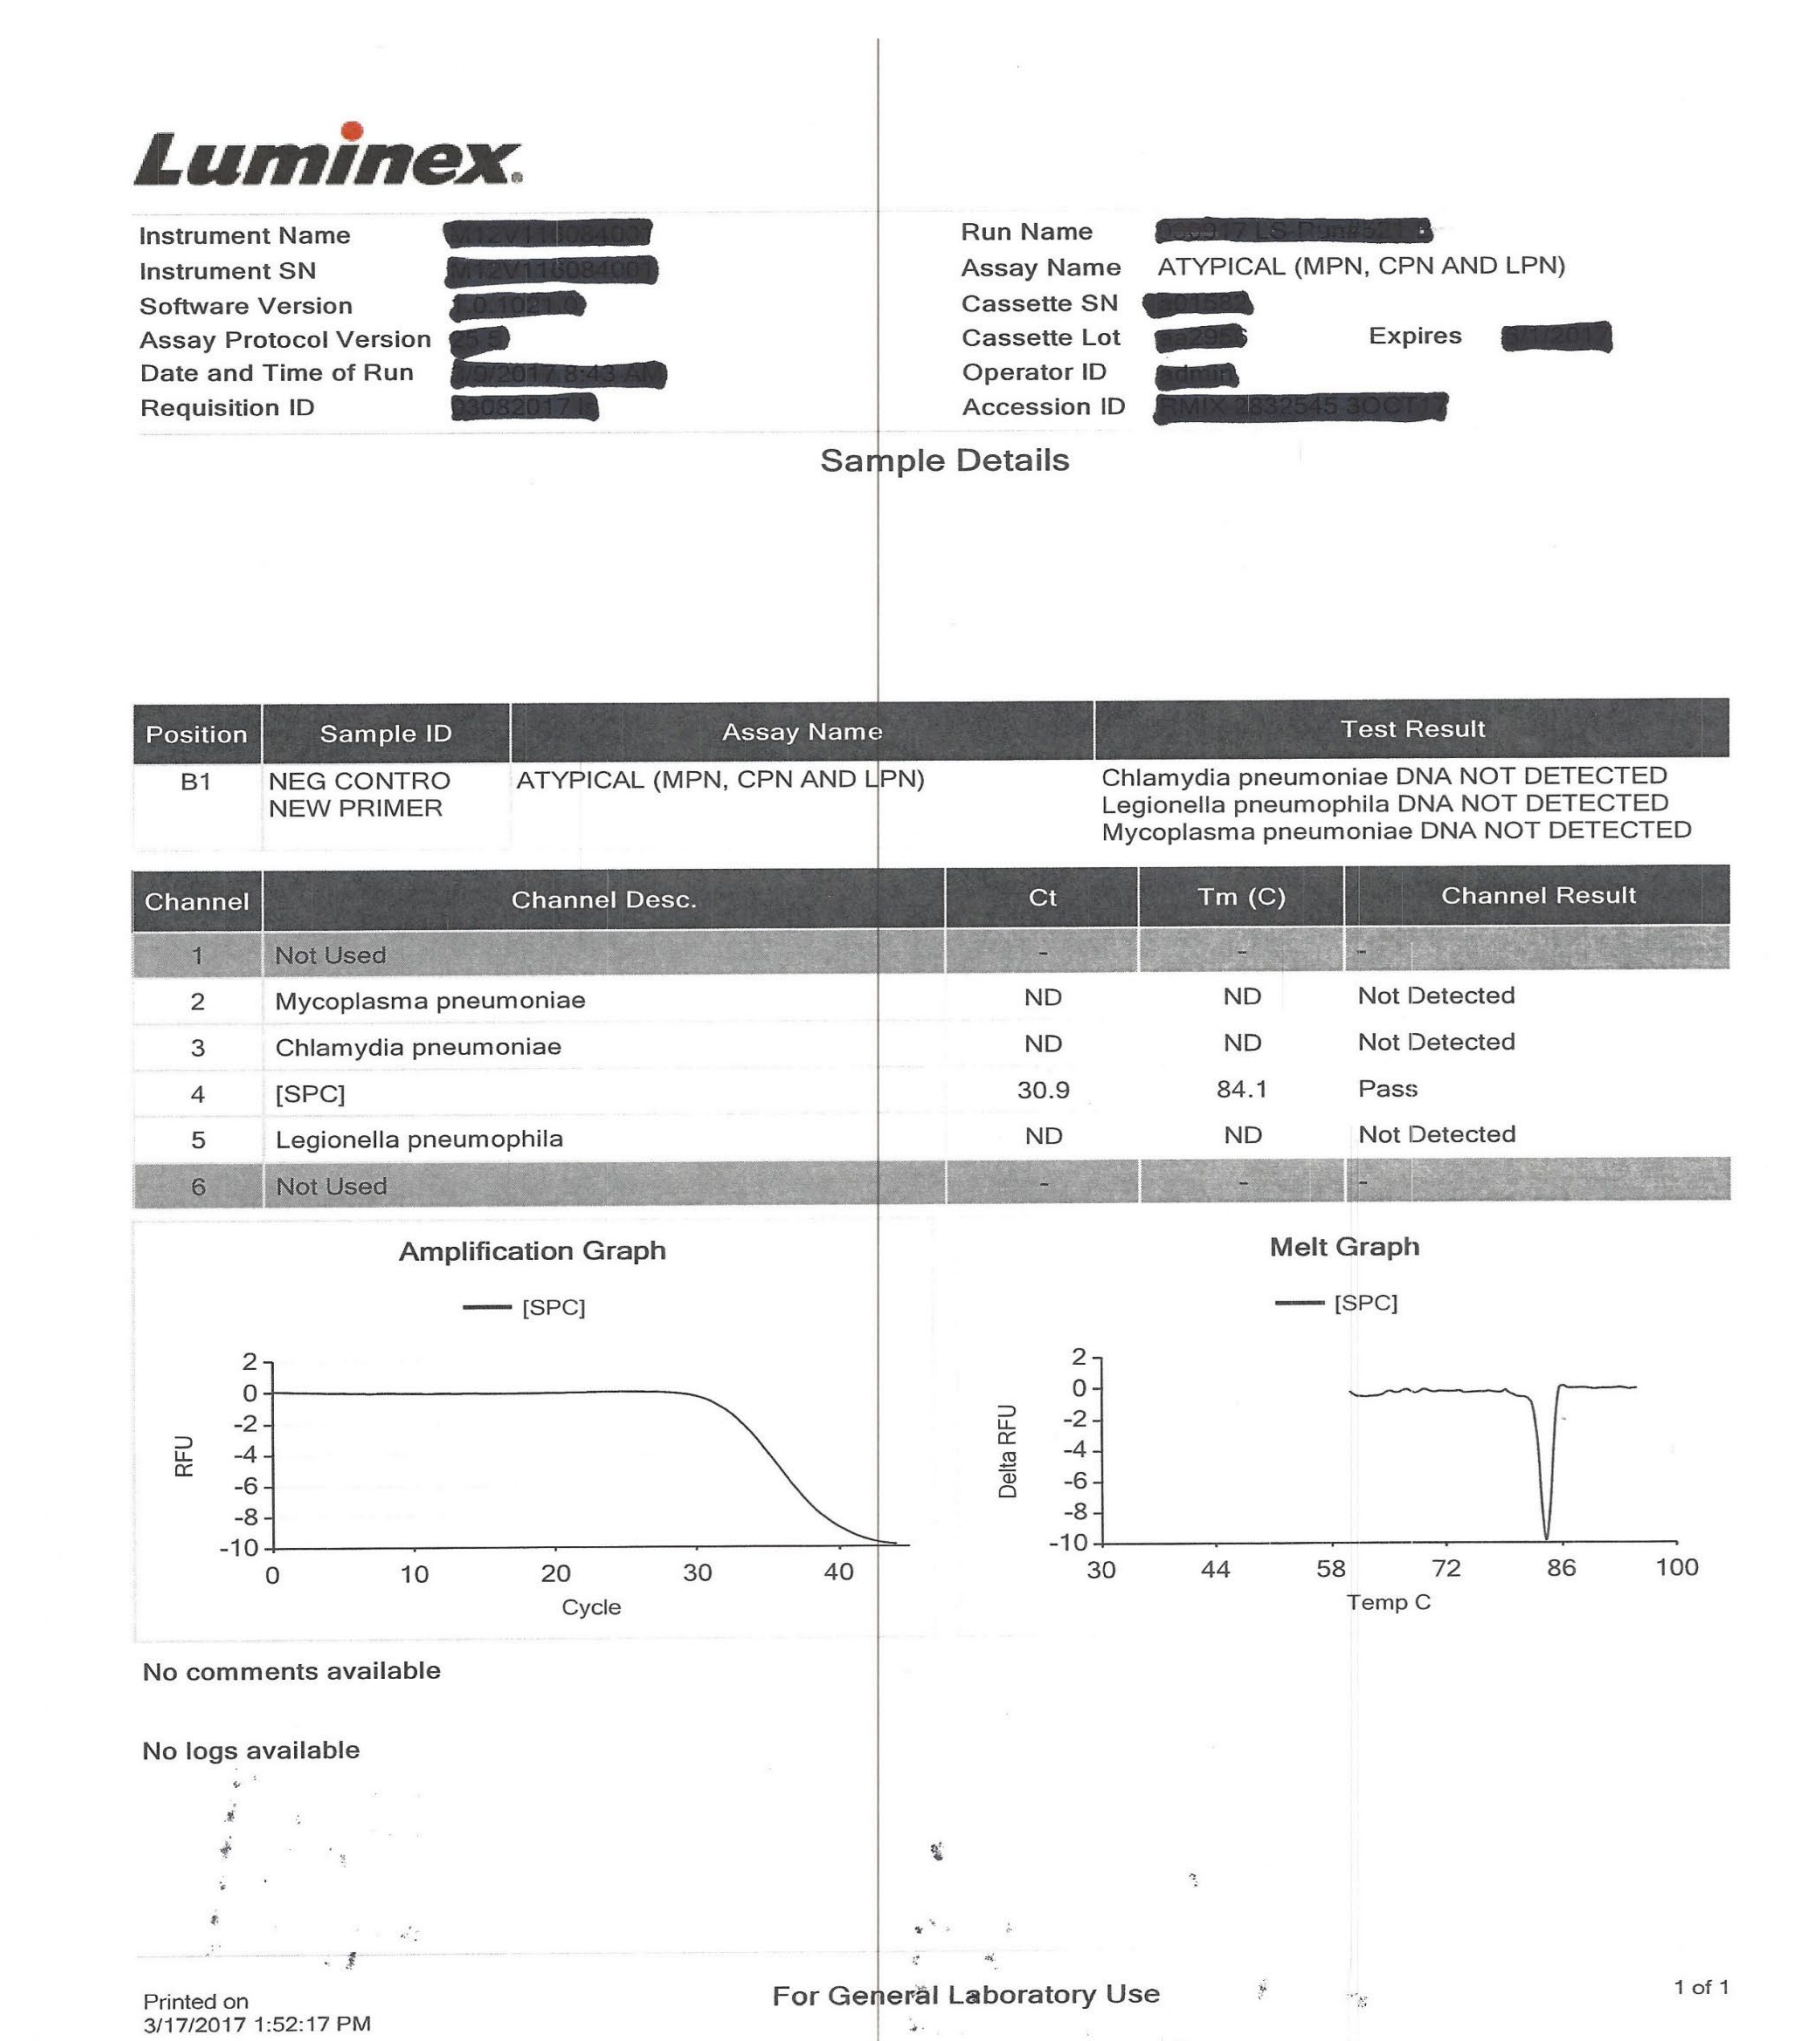 Luminex®
Instrument Name
Run Name
Instrument SN
Assay Name ATYPICAL (MPN, CPN AND LPN)
Software Version
Cassette SN
Assay Protocol Version
Cassette Lot Expires
Date and Time of Run
Operator ID
Requisition ID
Accession ID
Sample Details
Position Sample ID Assay Name Test Result
B1 NEG CONTRO ATYPICAL (MPN, CPN AND LPN) Chlamydia pneumoniae DNA NOT DETECTED
NEW PRIMER Legionella pneumophila DNA NOT DETECTED
Mycoplasma pneumoniae DNA NOT DETECTED
Channel Channel Desc. Ct Tm (C) Channel Result
1 Not Used - - -
2 Mycoplasma pneumoniae ND ND Not Detected
3 Chlamydia pneumoniae ND ND Not Detected
4 [SPC] 30.9 84.1 Pass
5 Legionella pneumophila ND ND Not Detected
6 Not Used - - -
Amplification Graph
[SPC]
2
0
-2
-4
-6
-8
-10
RFU
0 10 20 30 40
Cycle
Melt Graph
[SPC]
2
0
-2
-4
-6
-8
-10
Delta RFU
30 44 58 72 86 100
Temp C
No comments available
No logs available
Printed on
3/17/2017 1:52:17 PM
For General Laboratory Use
1 of 1